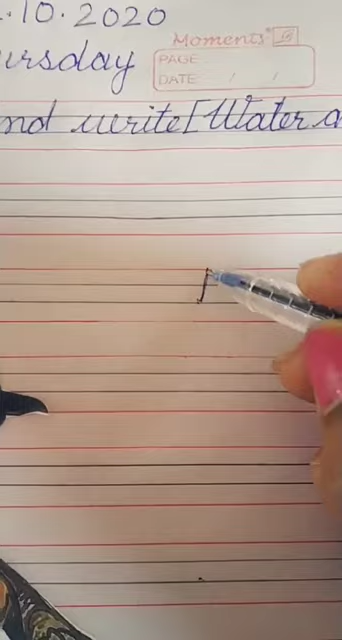 .10.2020
Moments
ursday
PAGE
DATE / /
nd write[Water a